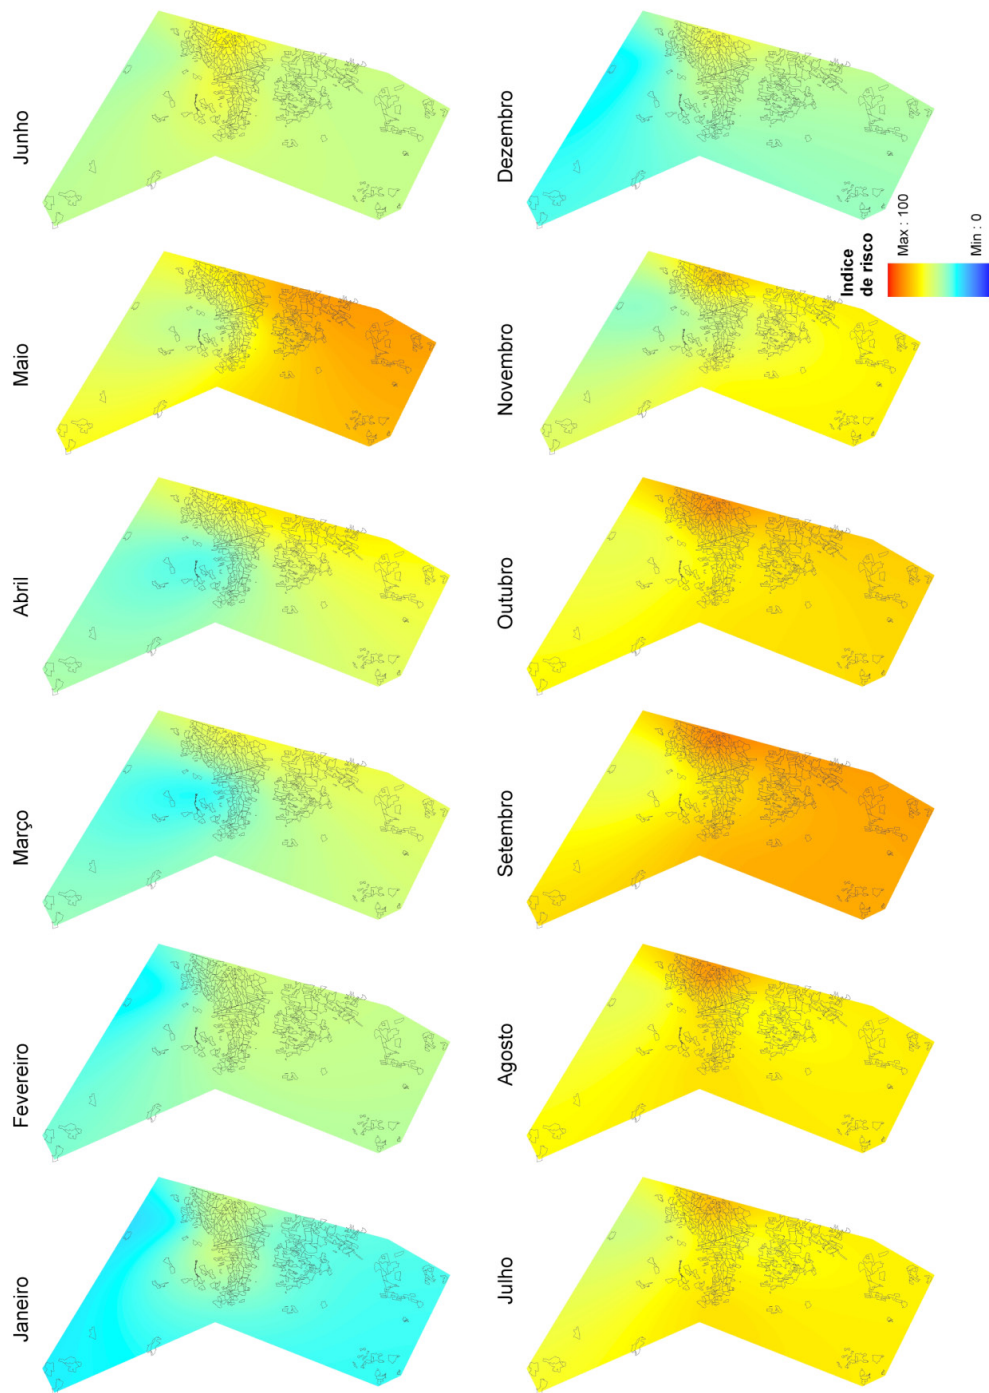 Janeiro
Fevereiro
Março
Abril
Maio
Junho
Julho
Agosto
Setembro
Outubro
Novembro
Dezembro
Indice
de risco
Max : 100
Min : 0